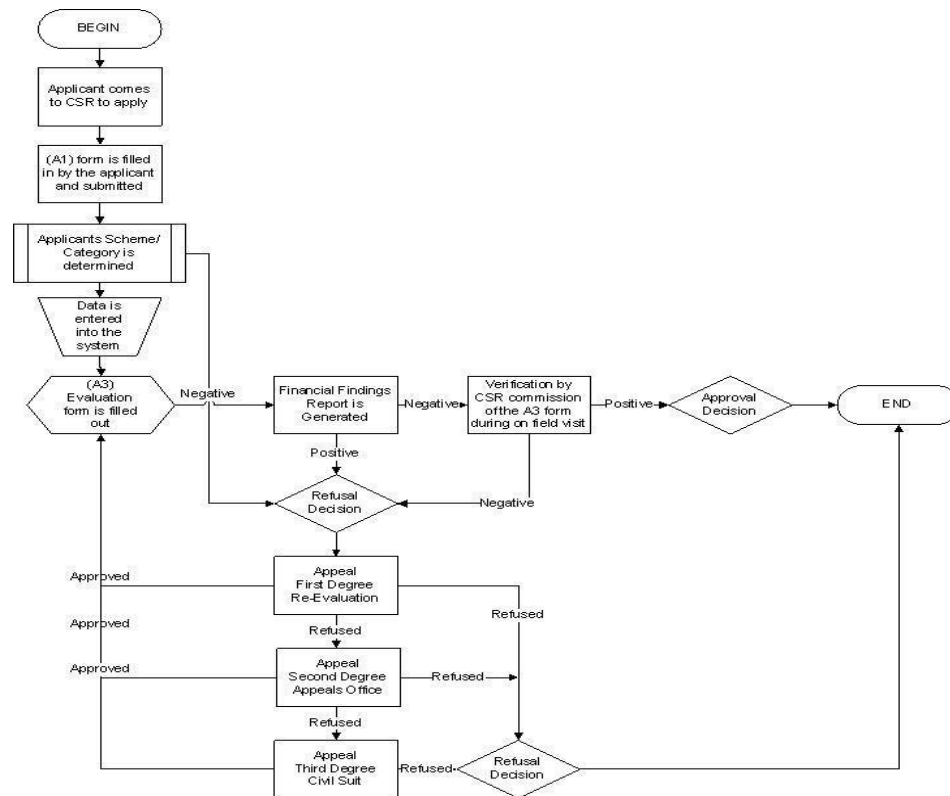 BEGIN
Applicant comes
to CSR to apply
(A1) form is filled
in by the applicant
and submitted
Applicants Scheme/
Category is
determined
Data is
entered
into the
system
(A3)
Evaluation
form is filled
out
Negative
Financial Findings
Report is
Generated
Negative
Verification by
CSR commission
of the A3 form
during on field visit
Positive
Approval
Decision
END
Positive
Refusal
Decision
Negative
Appeal
First Degree
Re-Evaluation
Approved
Refused
Approved
Refused
Appeal
Second Degree
Appeals Office
Approved
Refused
Refused
Appeal
Third Degree
Civil Suit
Refused
Refusal
Decision